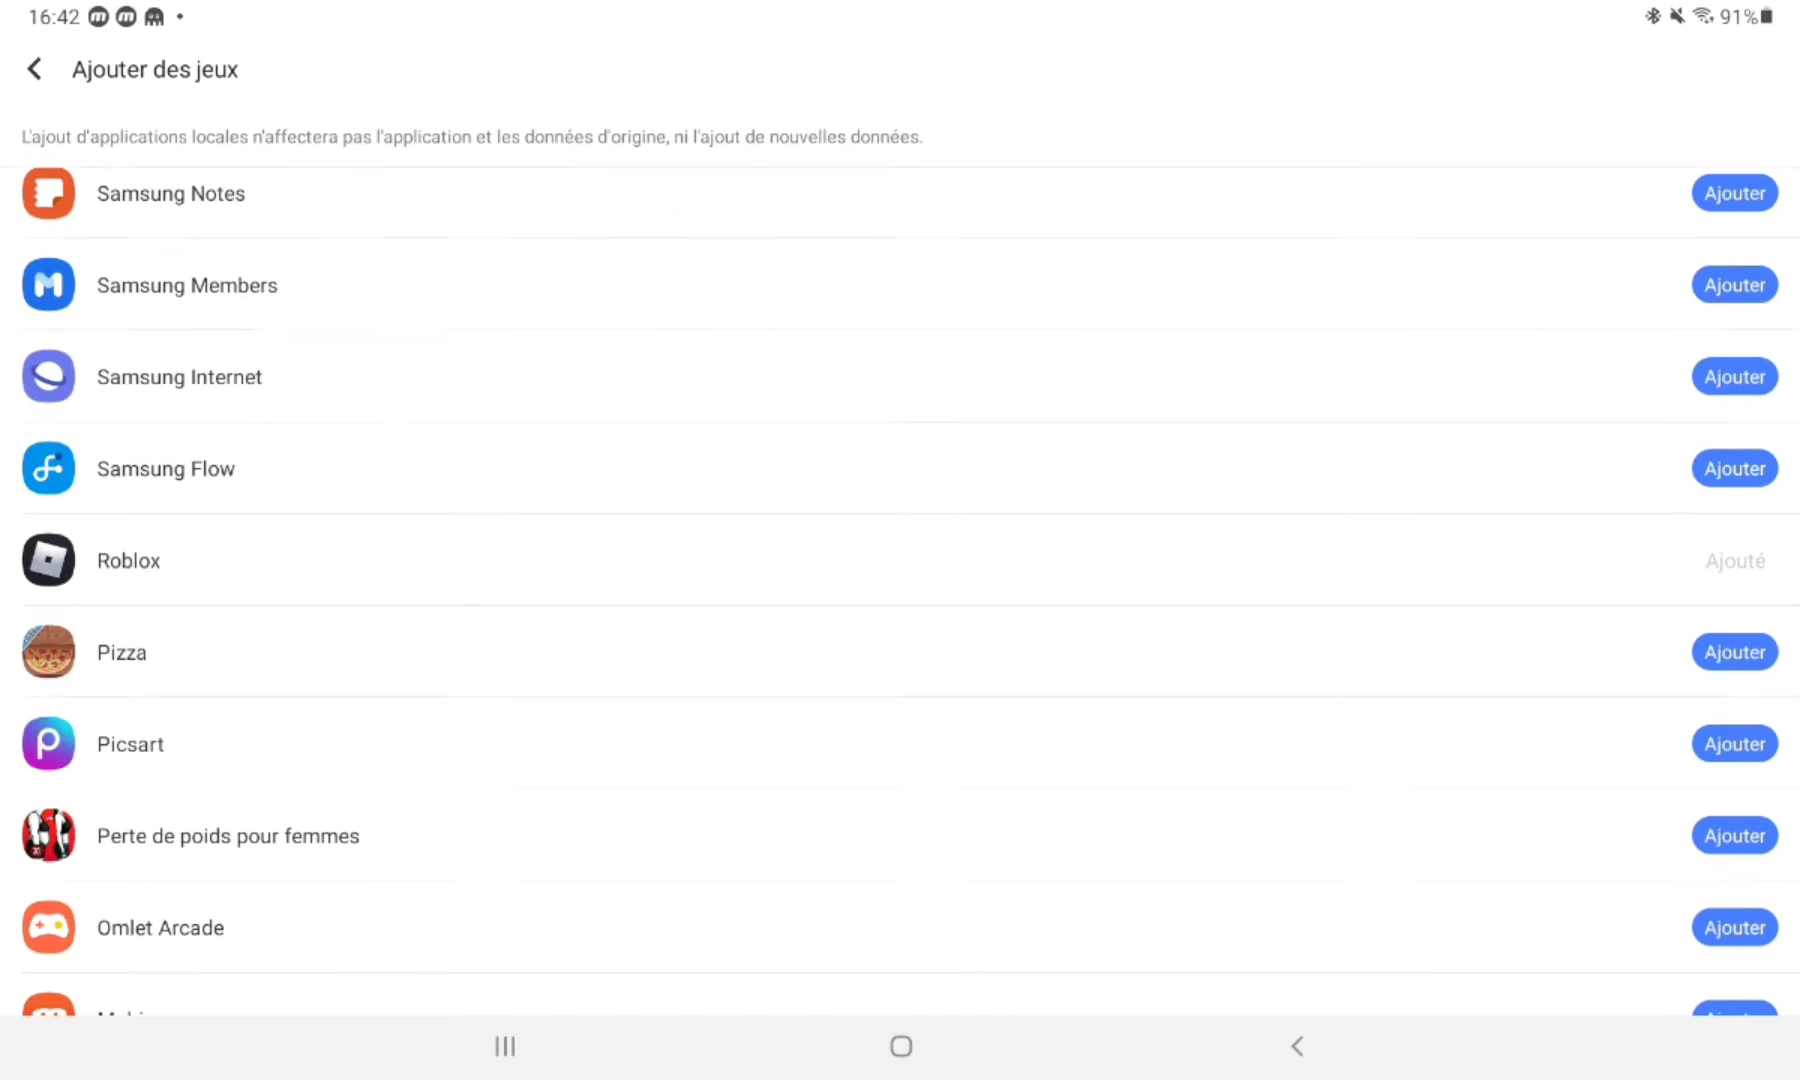 16:42
91%
Ajouter des jeux
L'ajout d'applications locales n'affectera pas l'application et les données d'origine, ni l'ajout de nouvelles données.
Samsung Notes
Ajouter
Samsung Members
Ajouter
Samsung Internet
Ajouter
Samsung Flow
Ajouter
Roblox
Ajouté
Pizza
Ajouter
Picsart
Ajouter
Perte de poids pour femmes
Ajouter
Omlet Arcade
Ajouter